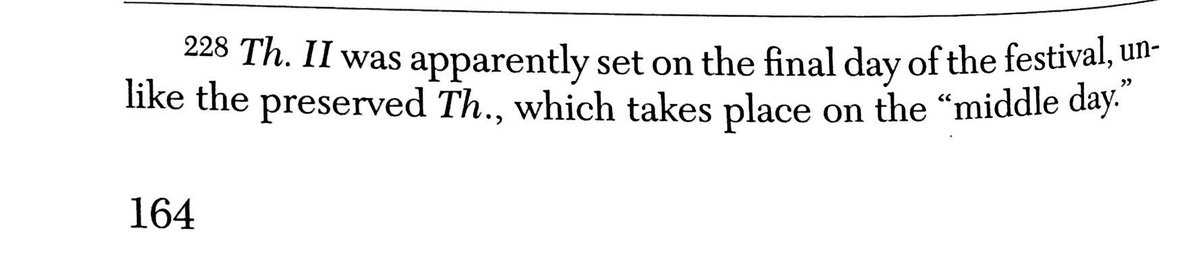 228 Th. II was apparently set on the final day of the festival, un-
like the preserved Th., which takes place on the “middle day.”
164